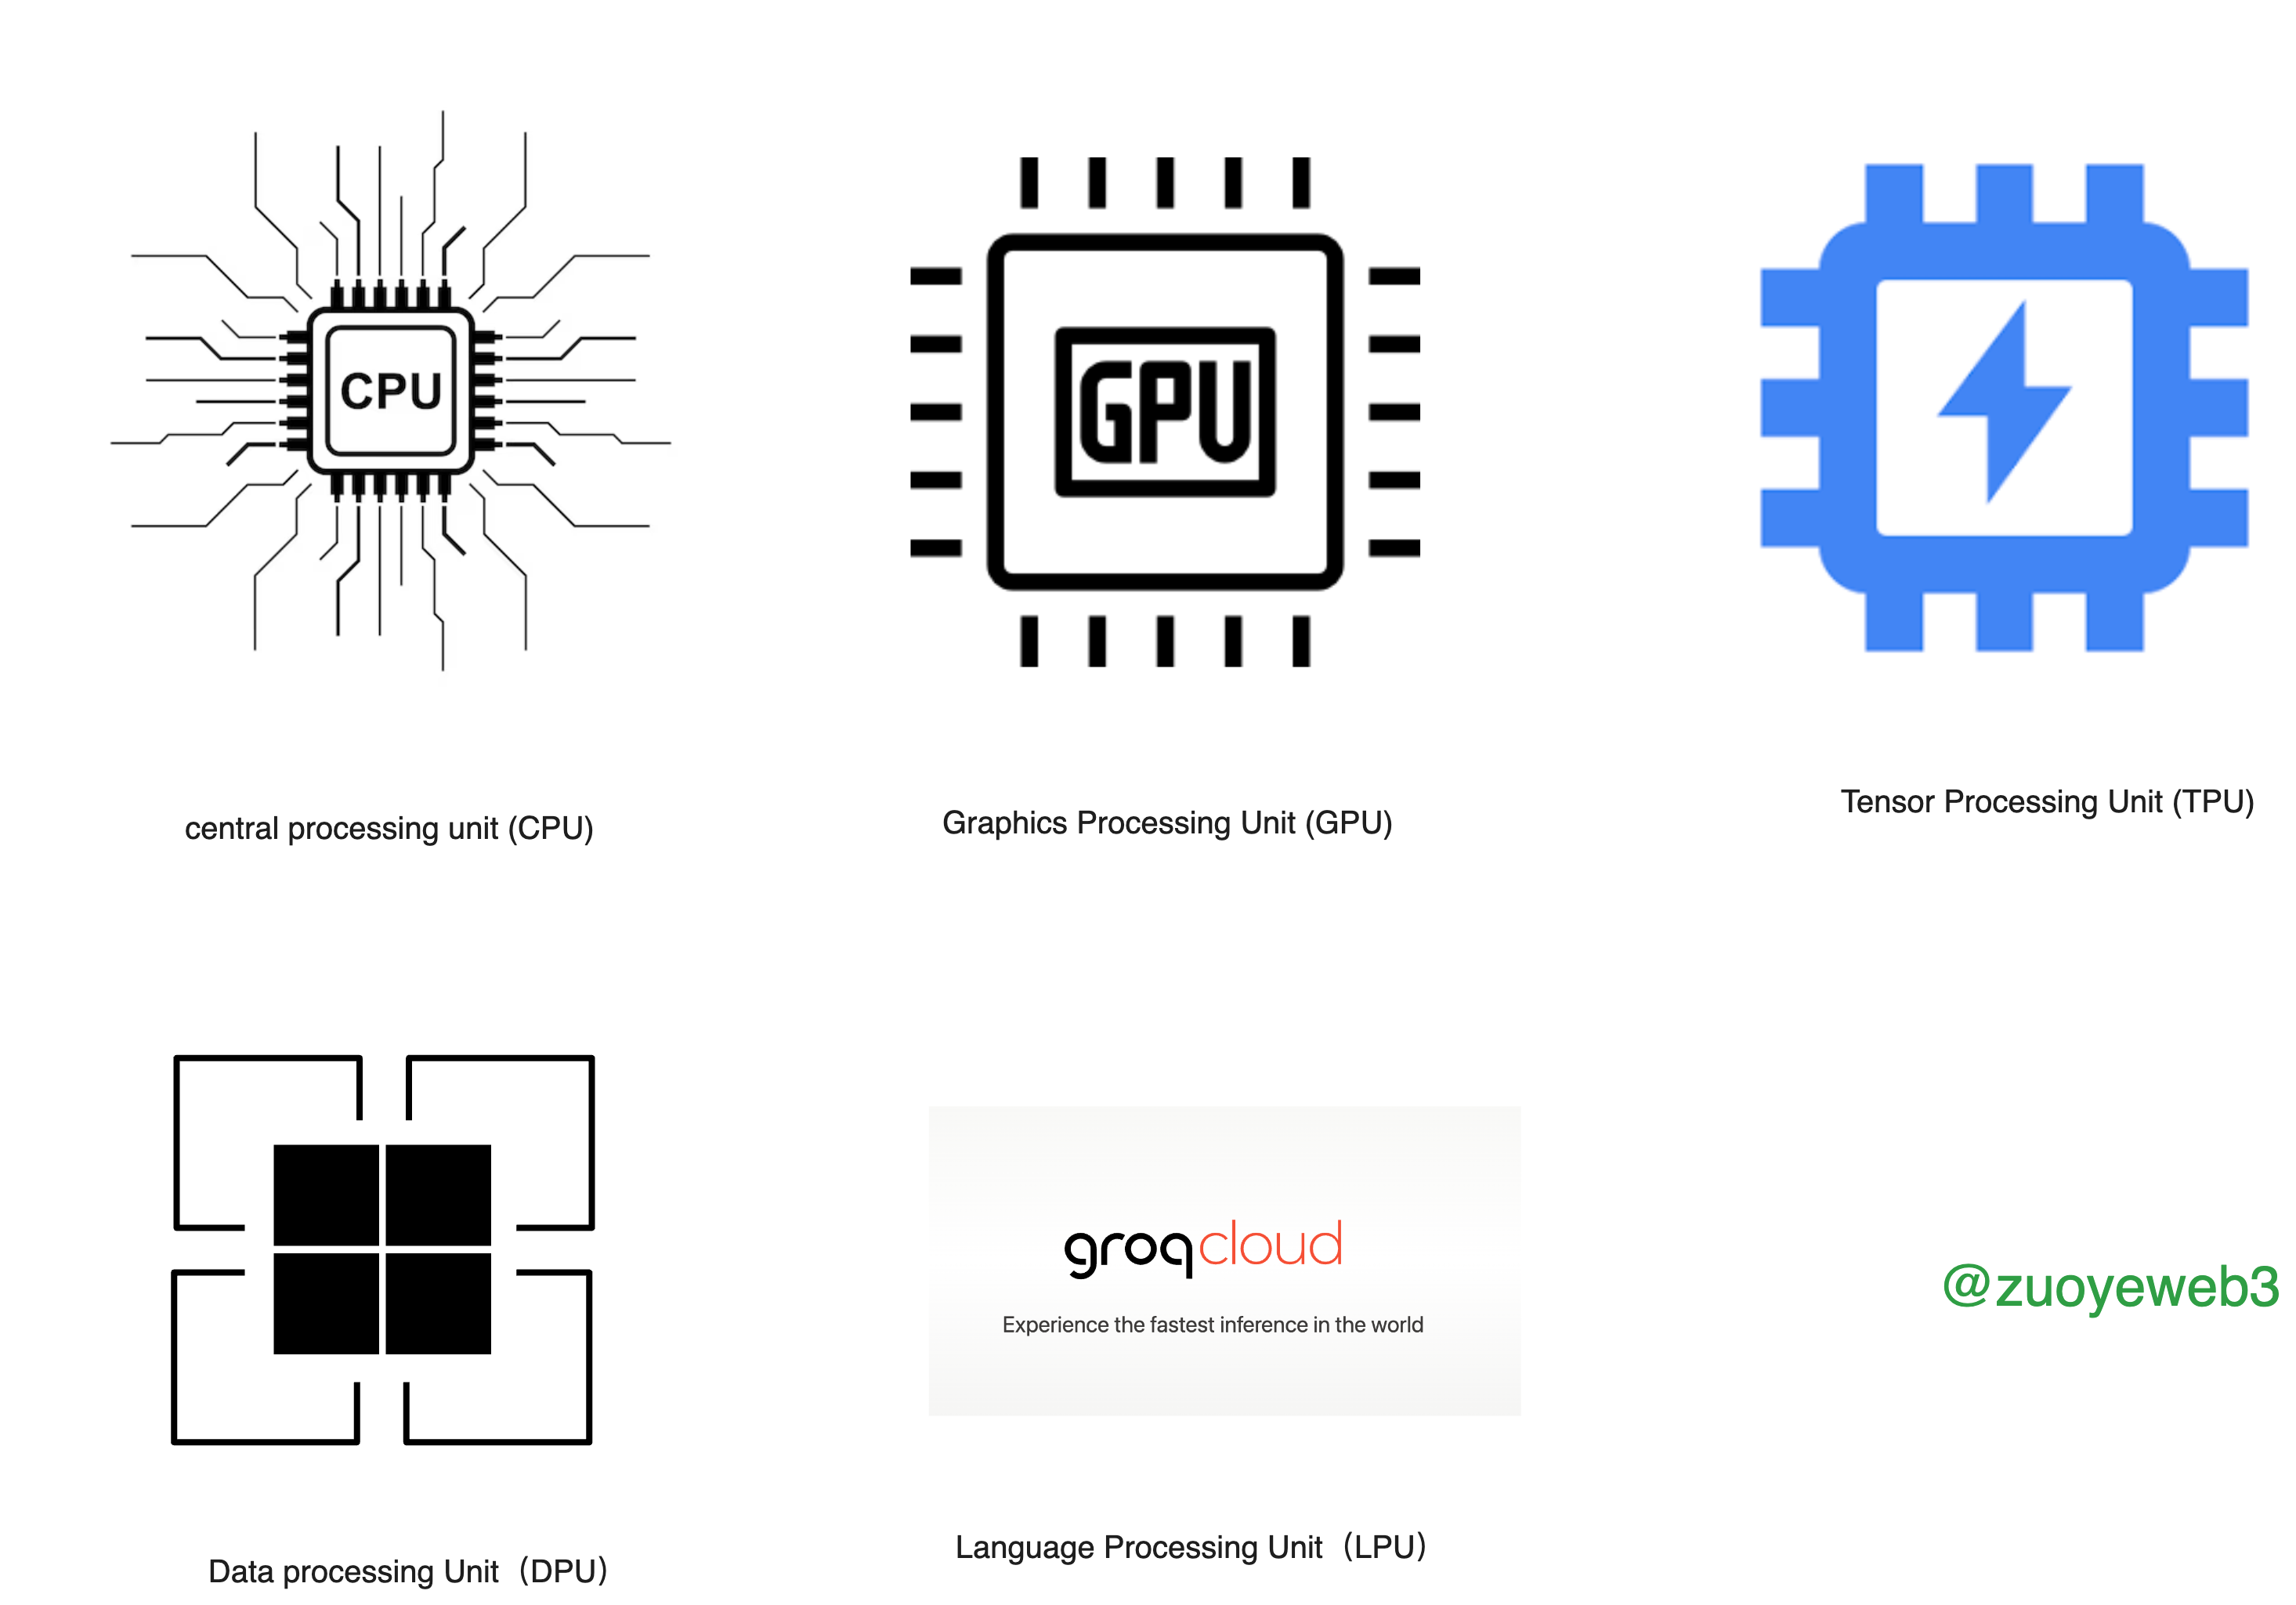 CPU
GPU
central processing unit (CPU)
Graphics Processing Unit (GPU)
Tensor Processing Unit (TPU)
groqcloud
Experience the fastest inference in the world
@zuoyeweb3
Data processing Unit（DPU）
Language Processing Unit（LPU）